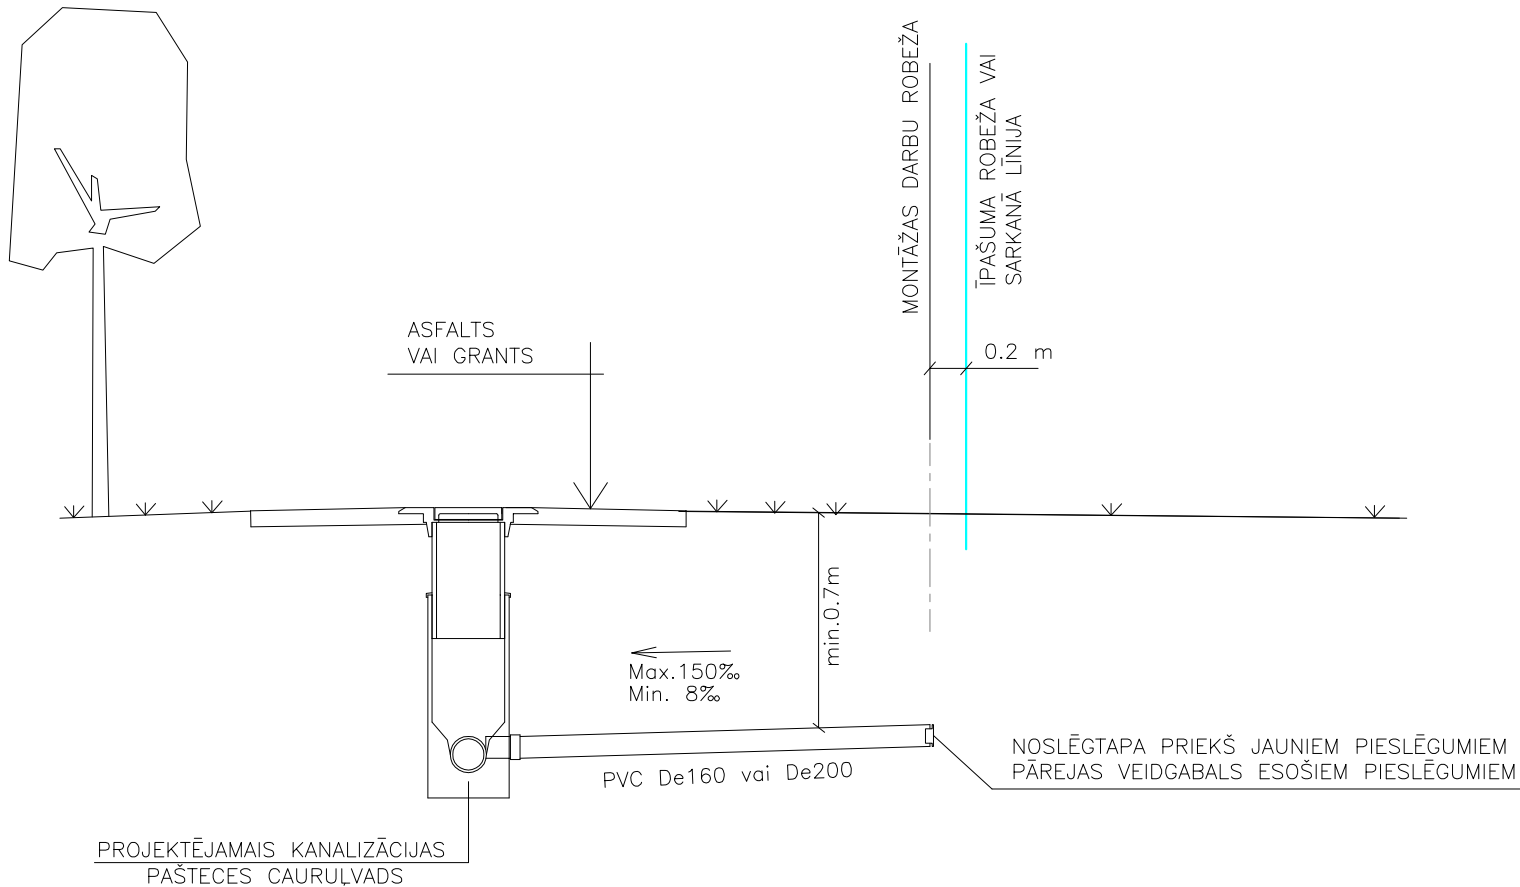 MONTĀŽAS DARBU ROBEŽA
ĪPAŠUMA ROBEŽA VAI
SARKANĀ LĪNIJA
ASFALTS
VAI GRANTS
0.2 m
min.0.7m
Max.150‰
Min. 8‰
PVC De160 vai De200
NOSLĒGTAPA PRIEKŠ JAUNIEM PIESLĒGUMIEM
PĀREJAS VEIDGABALS ESOŠIEM PIESLĒGUMIEM
PROJEKTĒJAMAIS KANALIZĀCIJAS
PAŠTECES CAURUĻVADS